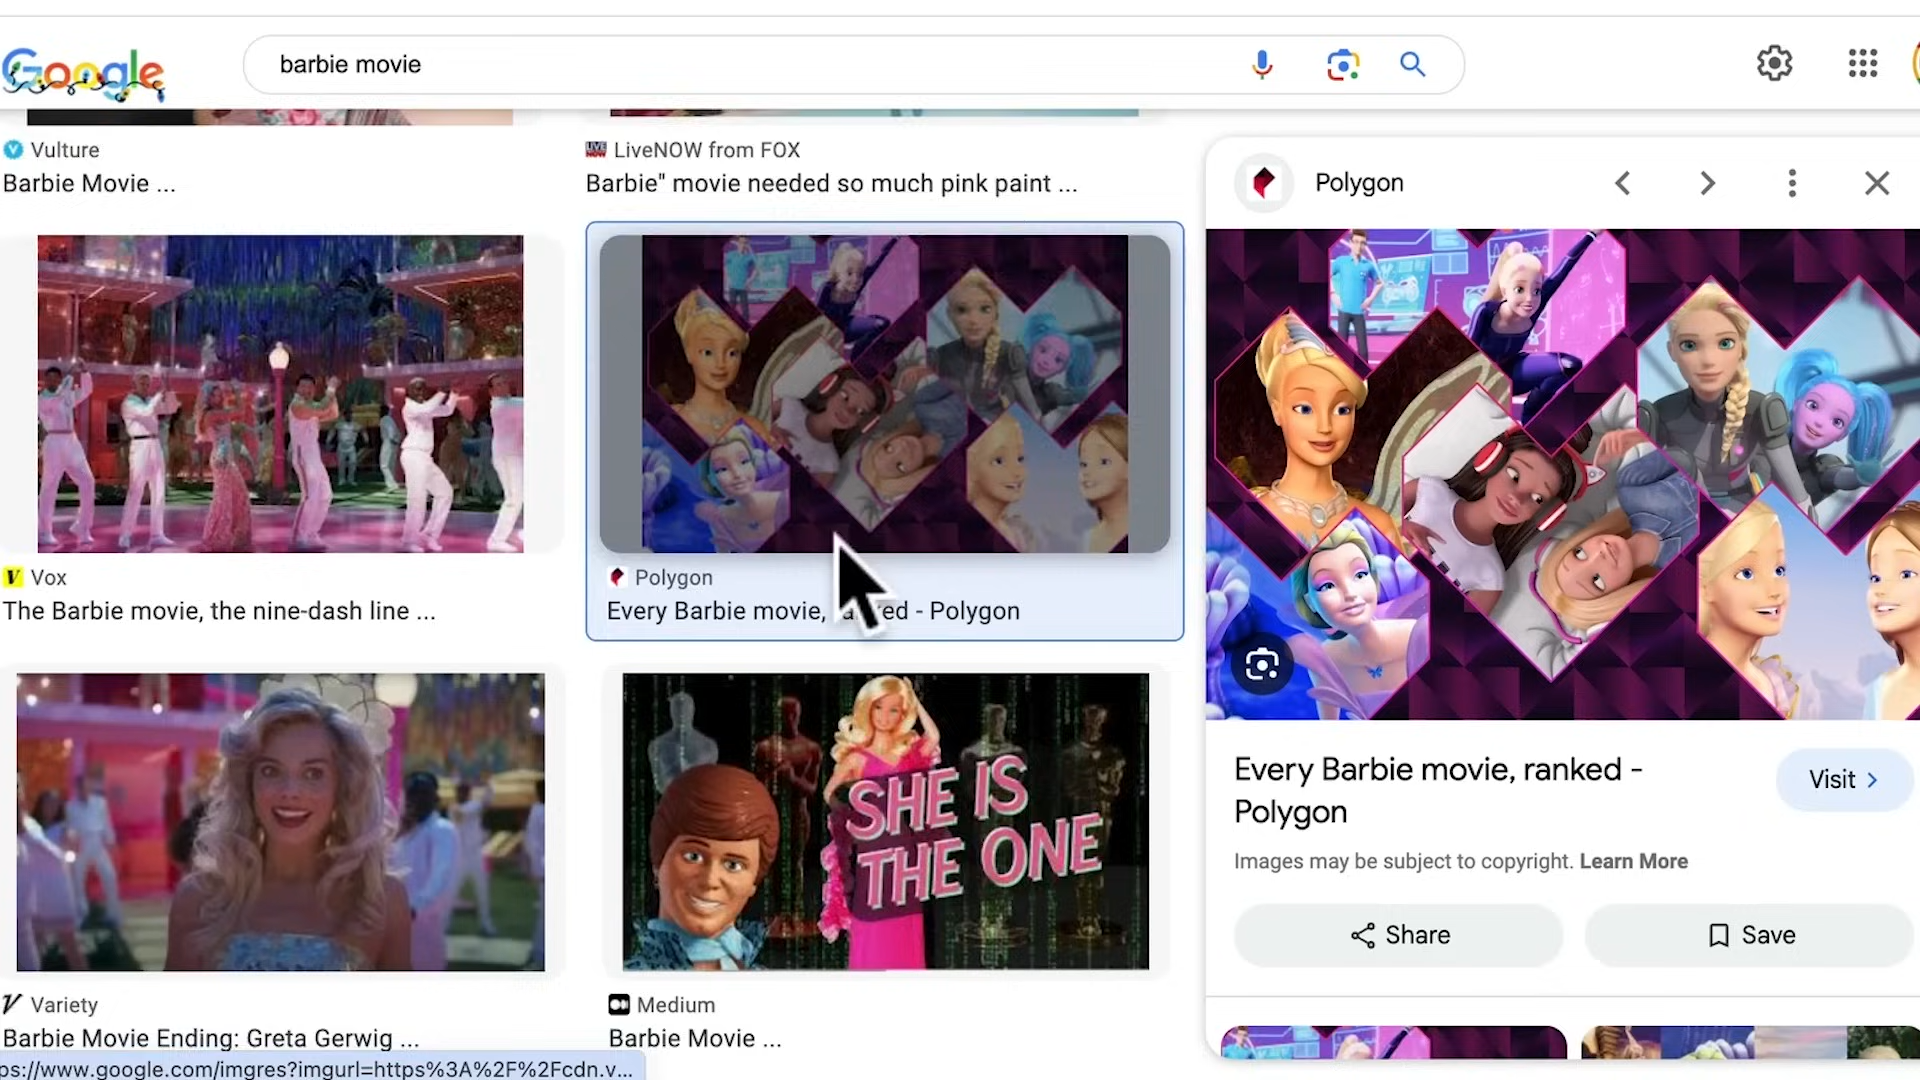 Google
barbie movie
Vulture
Barbie Movie ...
LIVE NOW
LiveNOW from FOX
Barbie" movie needed so much pink paint ...
Polygon
Vox
The Barbie movie, the nine-dash line ...
Polygon
Every Barbie movie, ed - Polygon
SHE IS
THE ONE
Every Barbie movie, ranked -
Polygon
Visit
Images may be subject to copyright. Learn More
Share
Save
Variety
Barbie Movie Ending: Greta Gerwig ...
Medium
Barbie Movie ...
ps://www.google.com/imgres?imgurl=https%3A%2F%2Fcdn.v...